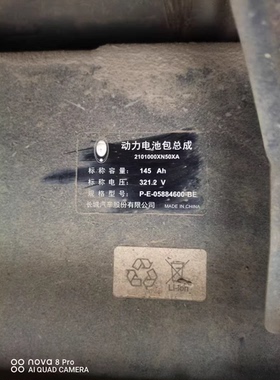 动力电池包总成
2101000XN50XA
标称容量: 145 Ah
标称电压: 321.2 V
规格型号: P-E-05884600-BE
长城汽车股份有限公司 MADE IN CHINA
Li-ion
nova 8 Pro
AI QUAD CAMERA